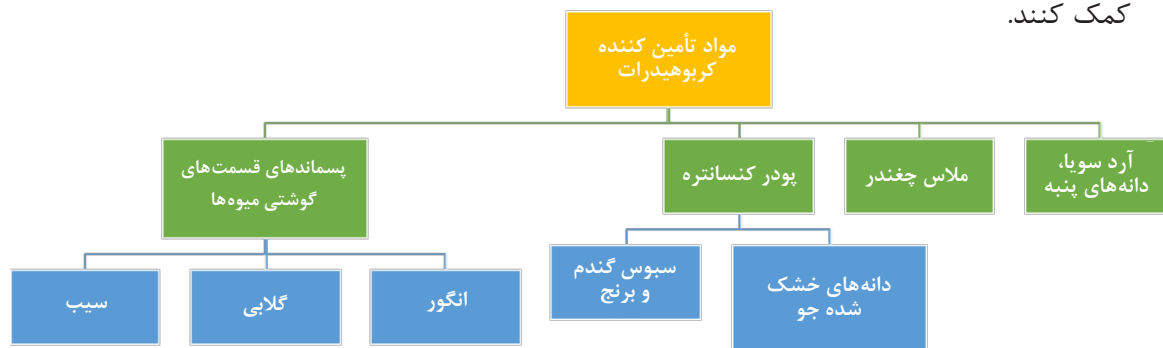 کمک کنند.
مواد تأمین کننده
کربوهیدرات
آرد سویا،
دانه‌های پنبه
ملاس چغندر
پودر کنسانتره
پسماندهای قسمت‌های
گوشتی میوه‌ها
دانه‌های خشک
شده جو
سبوس گندم
و برنج
انگور
گلابی
سیب